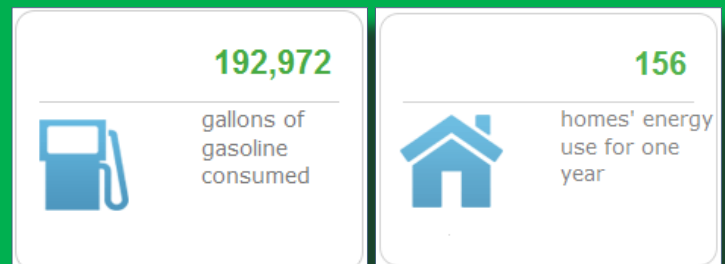 192,972
gallons of
gasoline
consumed
156
homes' energy
use for one
year